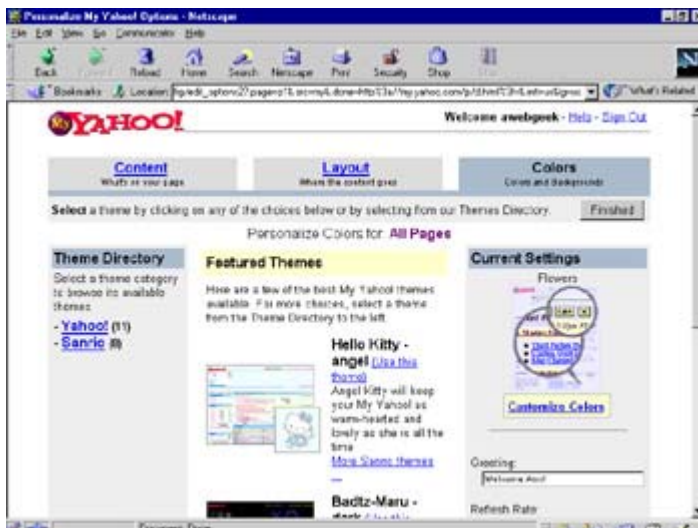 Personalize My Yahoo! Options - Netscape
File Edit View Go Communicator Help
Back Reload Home Search Netscape Print Security Shop
Bookmarks Location: What's Related
My YAHOO!
Welcome awebgeek - Help - Sign Out
Content
What's on your page
Layout
Where the content goes
Colors
Colors and Backgrounds
Select a theme by clicking on any of the choices below or by selecting from our Themes Directory.
Finished
Personalize Colors for All Pages
Theme Directory
Select a theme category to browse its available themes
- Yahoo! (11)
- Sanrio
Featured Themes
Here are a few of the best My Yahoo! themes
available. For more choices, select a theme
from the Theme Directory to the left.
Hello Kitty -
angel (Use this
theme)
Angel Kitty will keep
your My Yahoo! as
warm-hearted and
lovely as she is all the
time
More Sanrio themes
...
Badtz-Maru -
dark (Use this
Current Settings
Flowers
Customize Colors
Greeting:
Refresh Rate
Document: Done